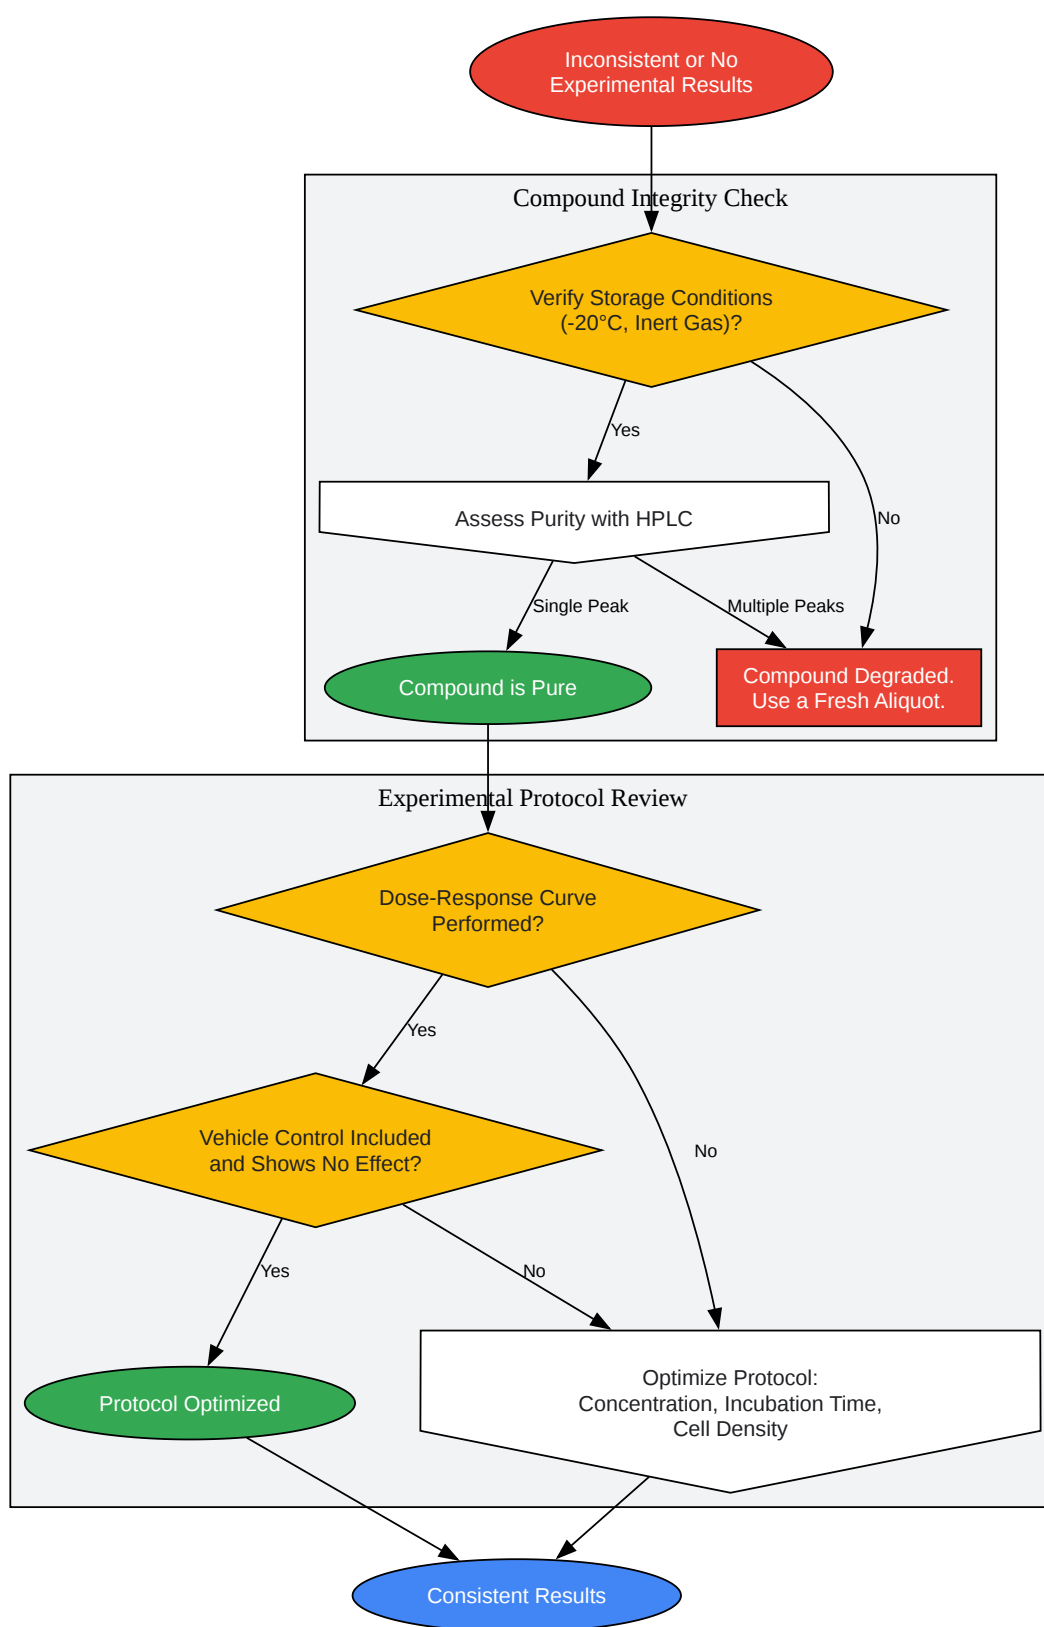 Inconsistent or No
Experimental Results
Compound Integrity Check
Verify Storage Conditions
(-20°C, Inert Gas)?
Yes
No
Assess Purity with HPLC
Single Peak
Multiple Peaks
Compound is Pure
Compound Degraded.
Use a Fresh Aliquot.
Experimental Protocol Review
Dose-Response Curve
Performed?
Yes
No
Vehicle Control Included
and Shows No Effect?
Yes
No
Protocol Optimized
Optimize Protocol:
Concentration, Incubation Time,
Cell Density
Consistent Results